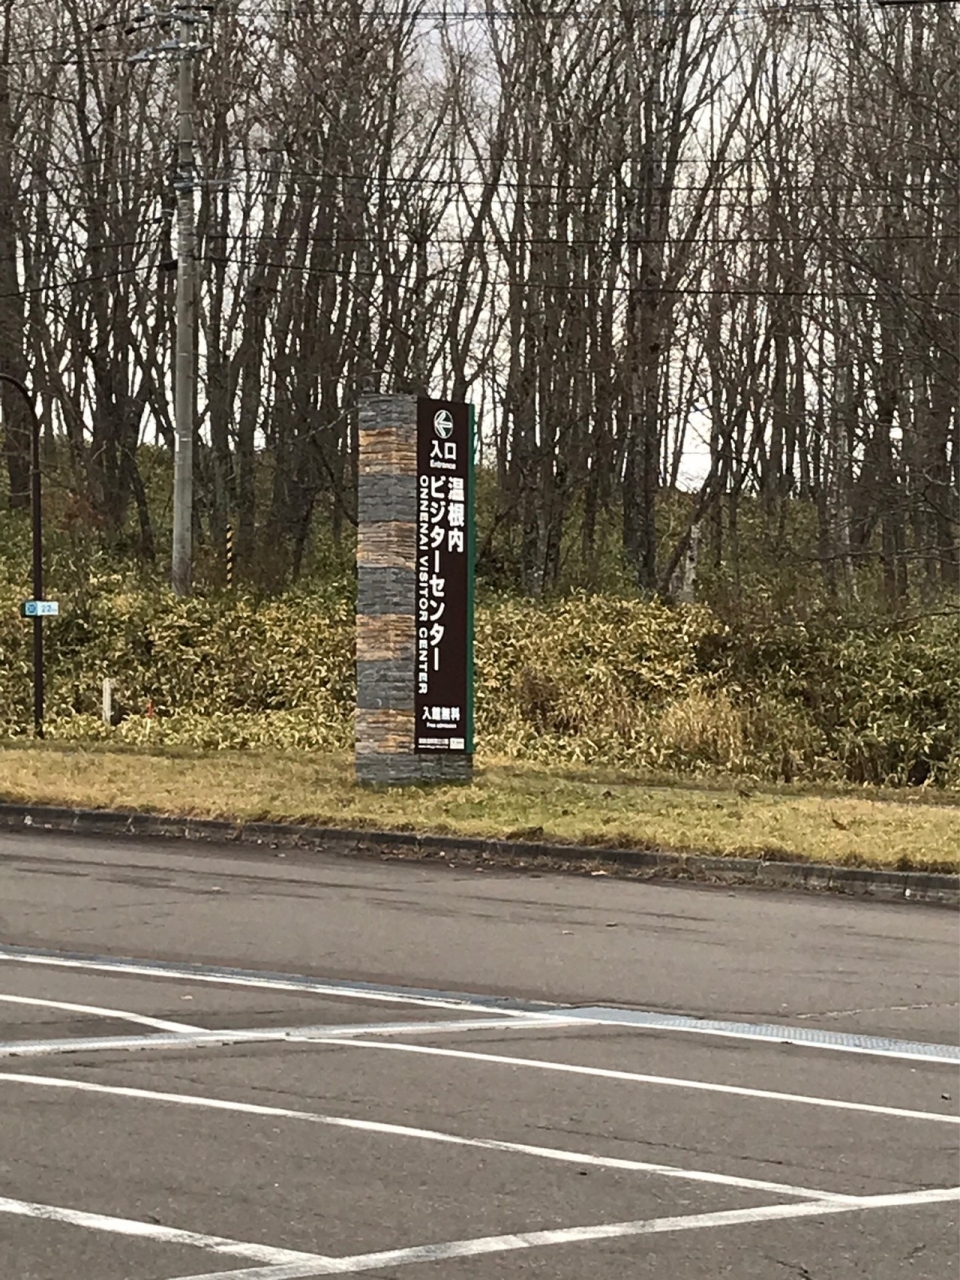 入口
Entrance
温根内
ビジターセンター
ONNENAI VISITOR CENTER
入館無料
Free admission